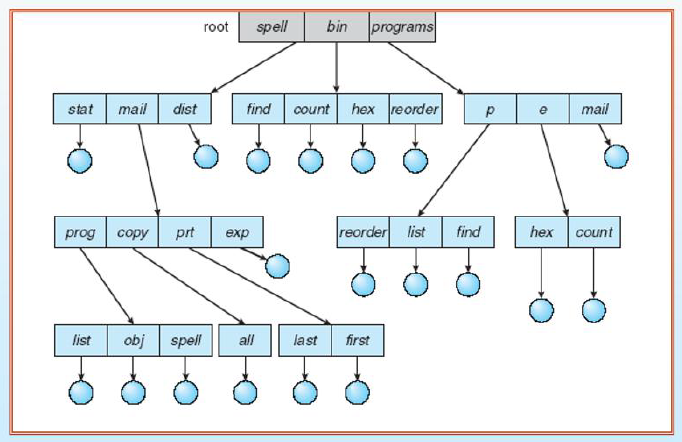 root spell bin programs
stat mail dist find count hex reorder p e mail
prog copy prt exp reorder list find hex count
list obj spell all last first